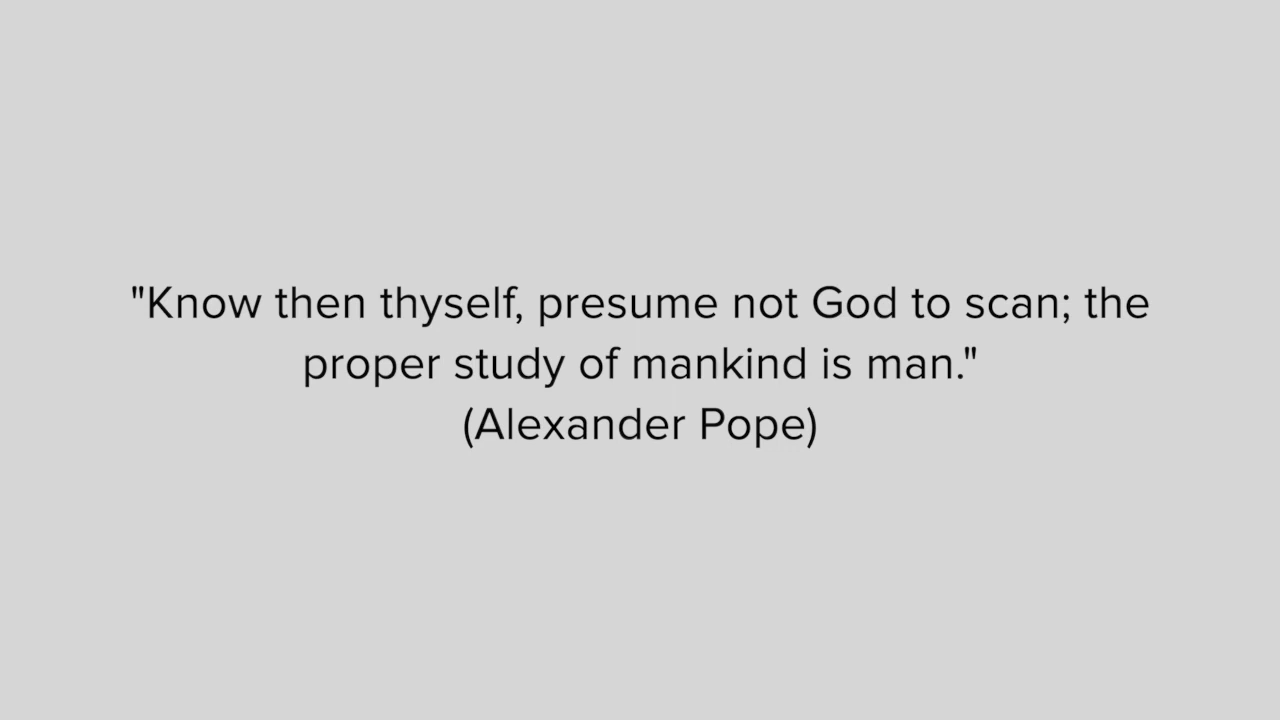 "Know then thyself, presume not God to scan; the
proper study of mankind is man."
(Alexander Pope)